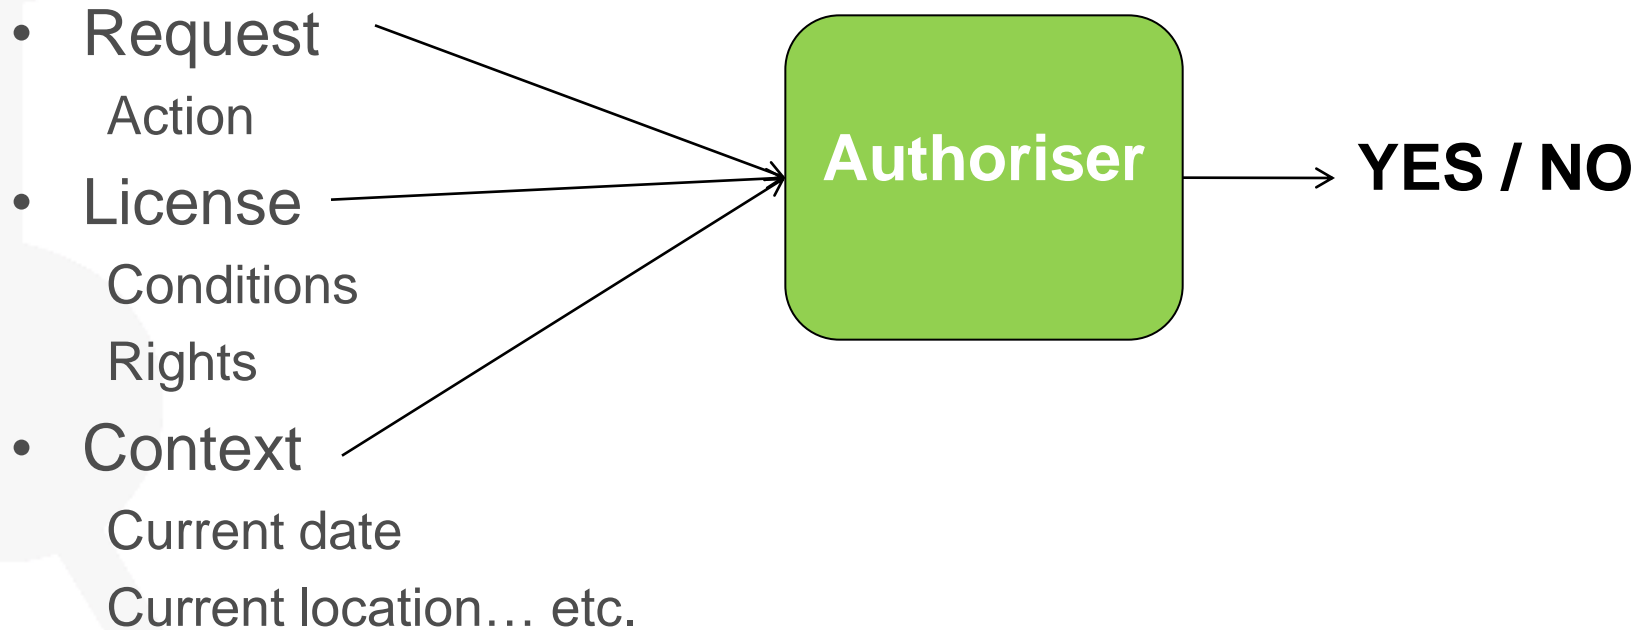 • Request
Action
• License
Conditions
Rights
• Context
Current date
Current location… etc.
Authoriser
YES / NO